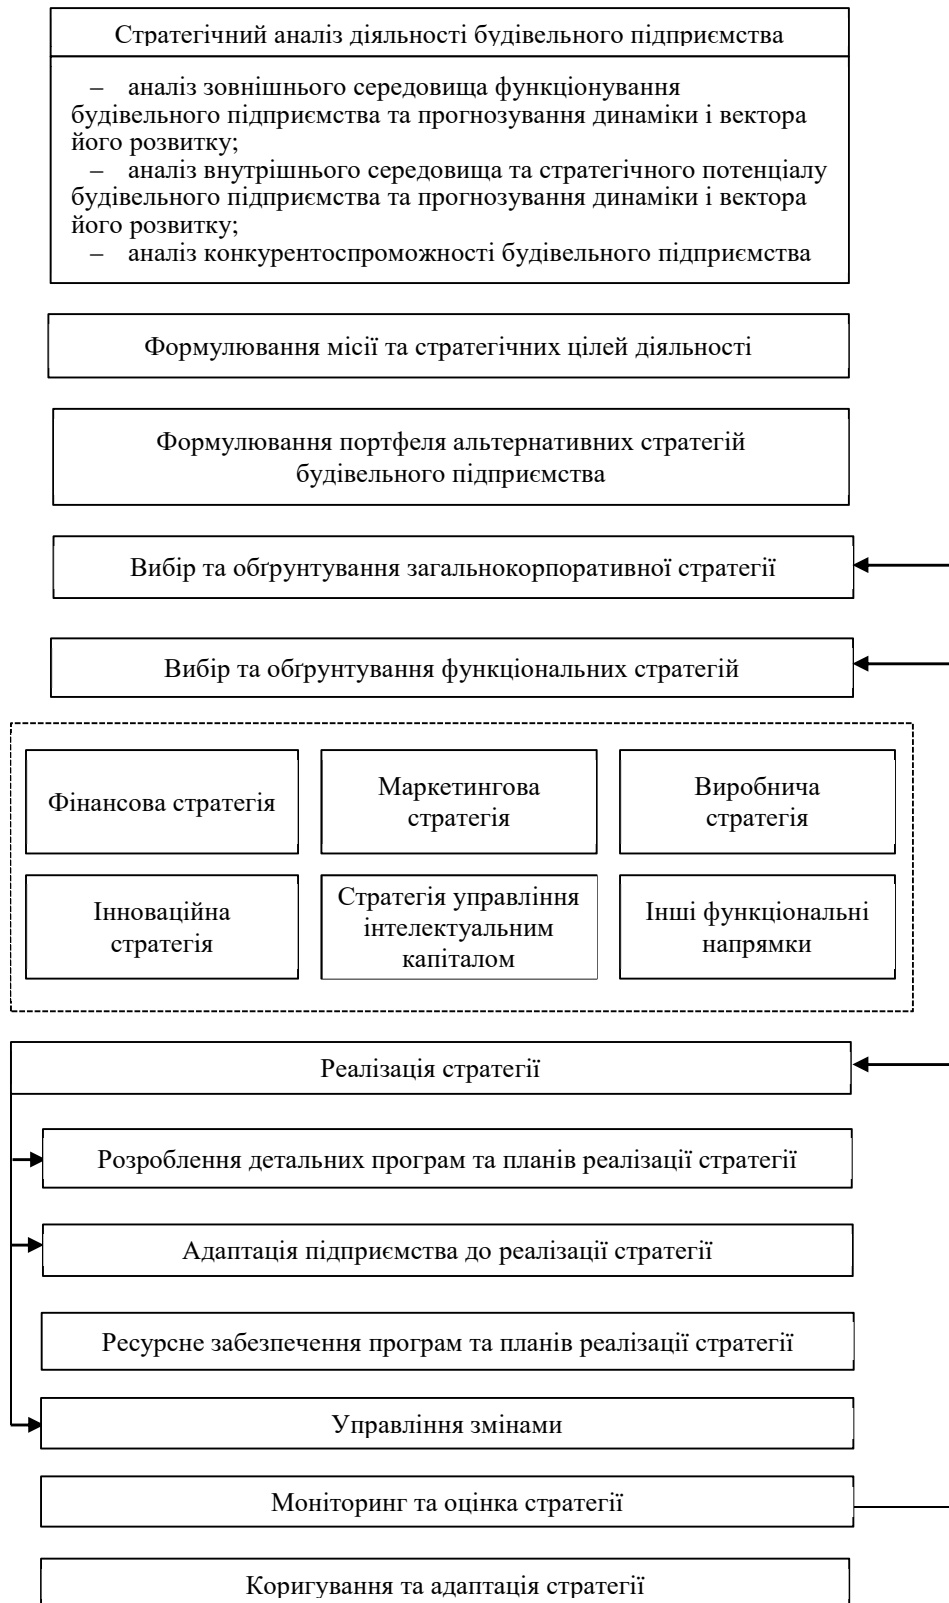 Стратегічний аналіз діяльності будівельного підприємства
– аналіз зовнішнього середовища функціонування
будівельного підприємства та прогнозування динаміки і вектора
його розвитку;
– аналіз внутрішнього середовища та стратегічного потенціалу
будівельного підприємства та прогнозування динаміки і вектора
його розвитку;
– аналіз конкурентоспроможності будівельного підприємства
Формулювання місії та стратегічних цілей діяльності
Формулювання портфеля альтернативних стратегій
будівельного підприємства
Вибір та обґрунтування загальнокорпоративної стратегії
Вибір та обґрунтування функціональних стратегій
Фінансова стратегія
Маркетингова
стратегія
Виробнича
стратегія
Інноваційна
стратегія
Стратегія управління
інтелектуальним
капіталом
Інші функціональні
напрямки
Реалізація стратегії
Розроблення детальних програм та планів реалізації стратегії
Адаптація підприємства до реалізації стратегії
Ресурсне забезпечення програм та планів реалізації стратегії
Управління змінами
Моніторинг та оцінка стратегії
Коригування та адаптація стратегії